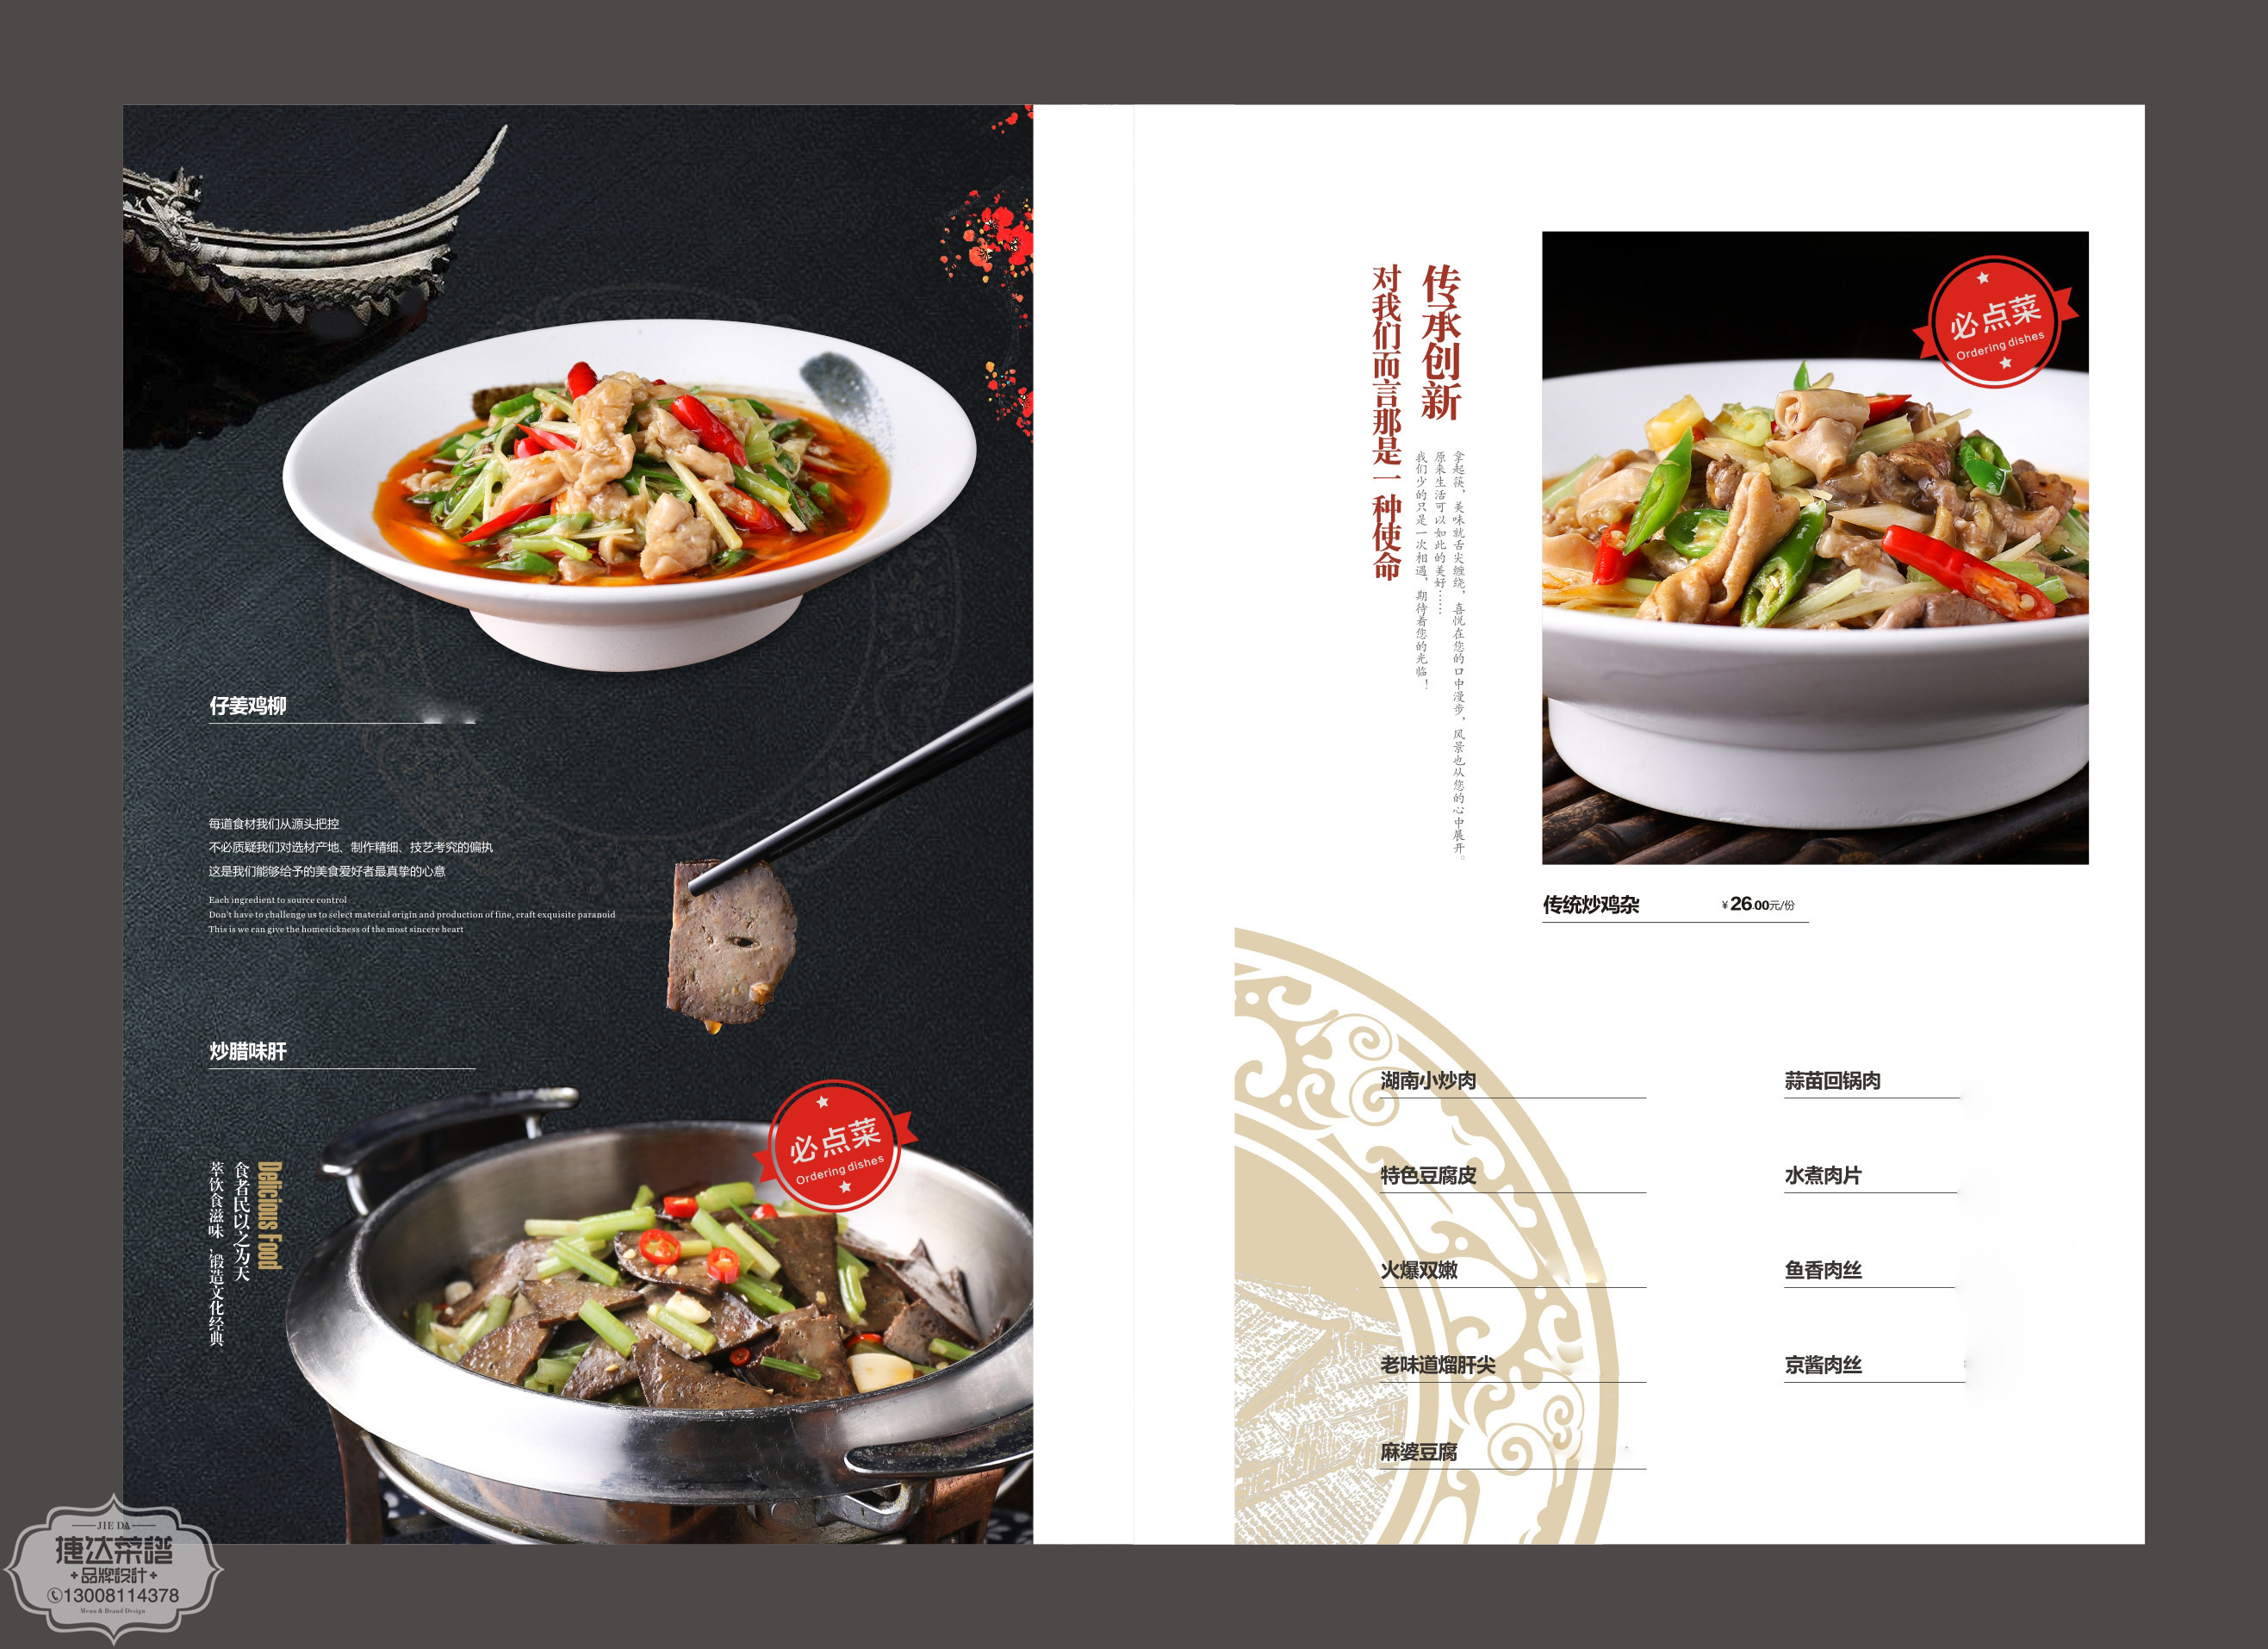 仔姜鸡柳
每道食材我们从源头把控
不必质疑我们对选材产地、制作精细、技艺考究的偏执
这是我们能够给予的美食爱好者最真挚的心意
Each ingredient to source control
Don't have to challenge us to select material origin and production of fine, craft exquisite paranoid
This is we can give the homesickness of the most sincere heart
炒腊味肝
必点菜
Ordering dishes
Delicious Food
食者民以之为天
萃饮食滋味,锻造文化经典
传承创新
对我们而言那是一种使命
拿起筷，美味就舌尖缠绕，喜悦在您的口中漫步，风景也从您的心中展开。
原来生活可以如此的美好……
我们少的只是一次相遇，期待着您的光临！
必点菜
Ordering dishes
传统炒鸡杂 ¥26.00元/份
湖南小炒肉
蒜苗回锅肉
特色豆腐皮
水煮肉片
火爆双嫩
鱼香肉丝
老味道熘肝尖
京酱肉丝
麻婆豆腐
JIE DA
捷达菜譜
品牌設計
13008114378
Menu & Brand Design